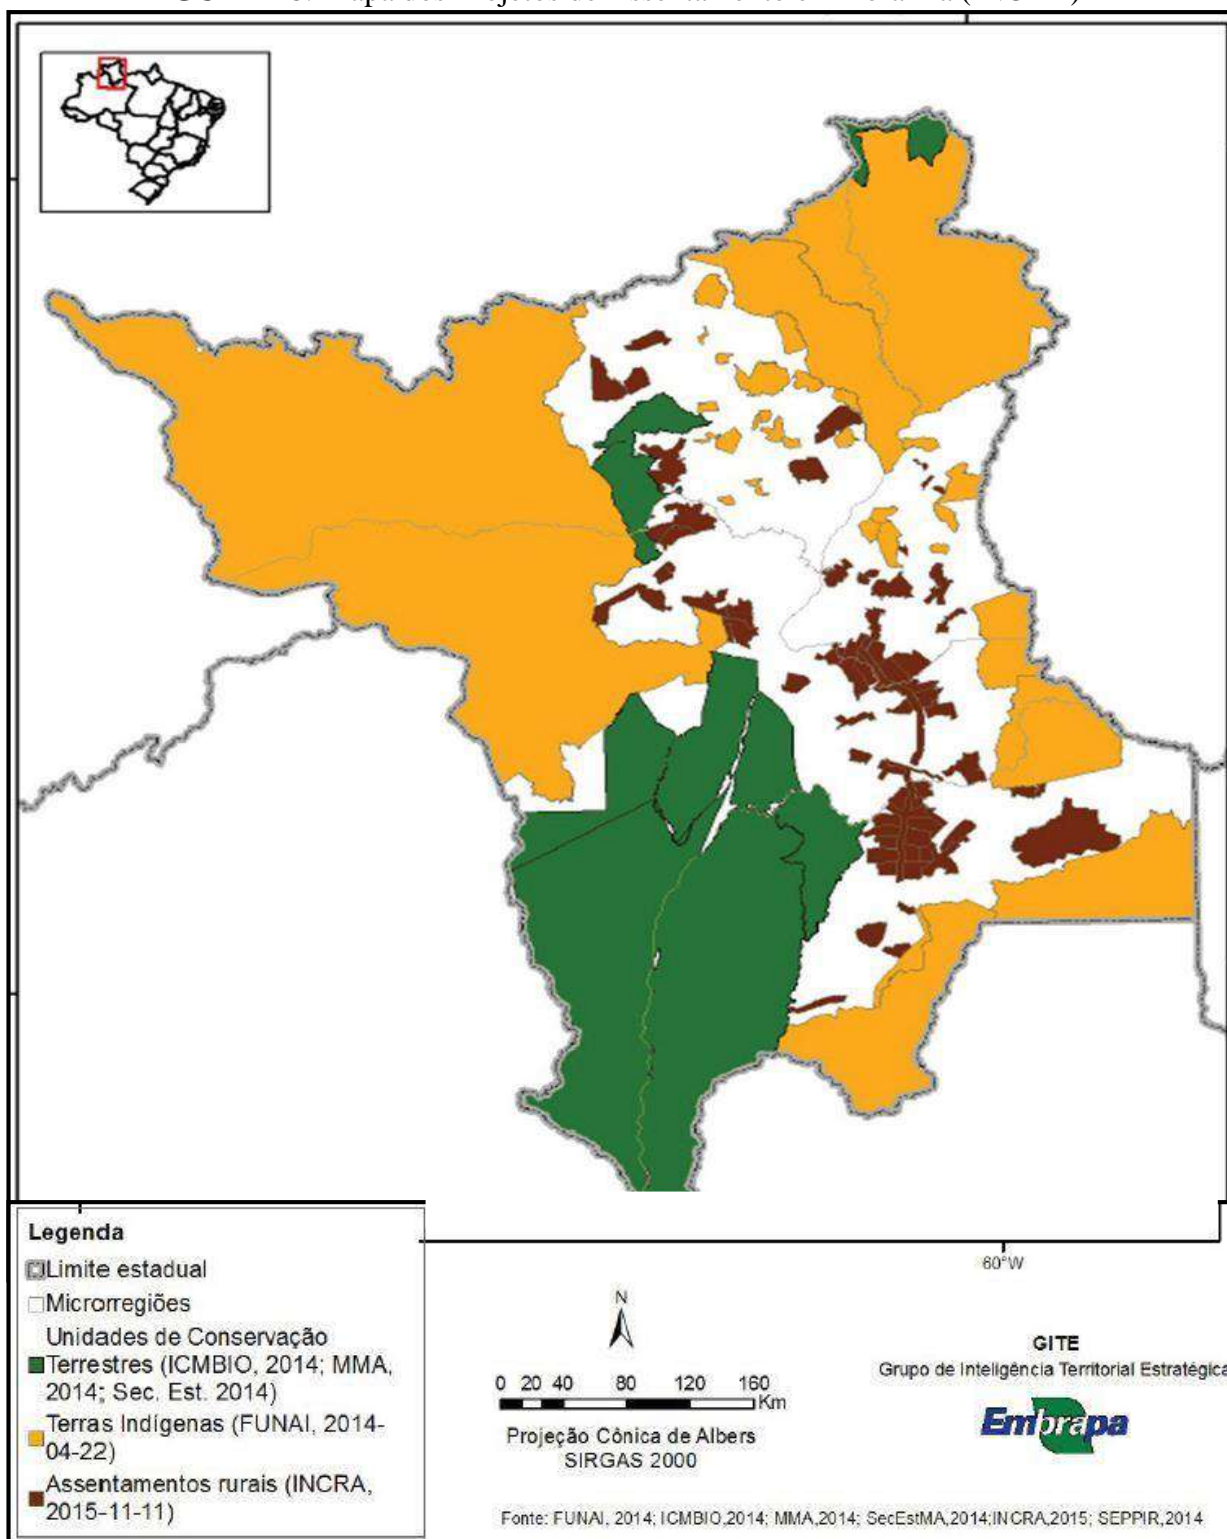 Legenda
Limite estadual
Microrregiões
Unidades de Conservação
Terrestres (ICMBIO, 2014; MMA,
2014; Sec. Est. 2014)
Terras Indígenas (FUNAI, 2014-
04-22)
Assentamentos rurais (INCRA,
2015-11-11)
60°W
N
0 20 40 80 120 160
Km
Projeção Cônica de Albers
SIRGAS 2000
GITE
Grupo de Inteligência Territorial Estratégica
Embrapa
Fonte: FUNAI, 2014; ICMBIO,2014; MMA,2014; SecEstMA,2014;INCRA,2015; SEPPIR,2014